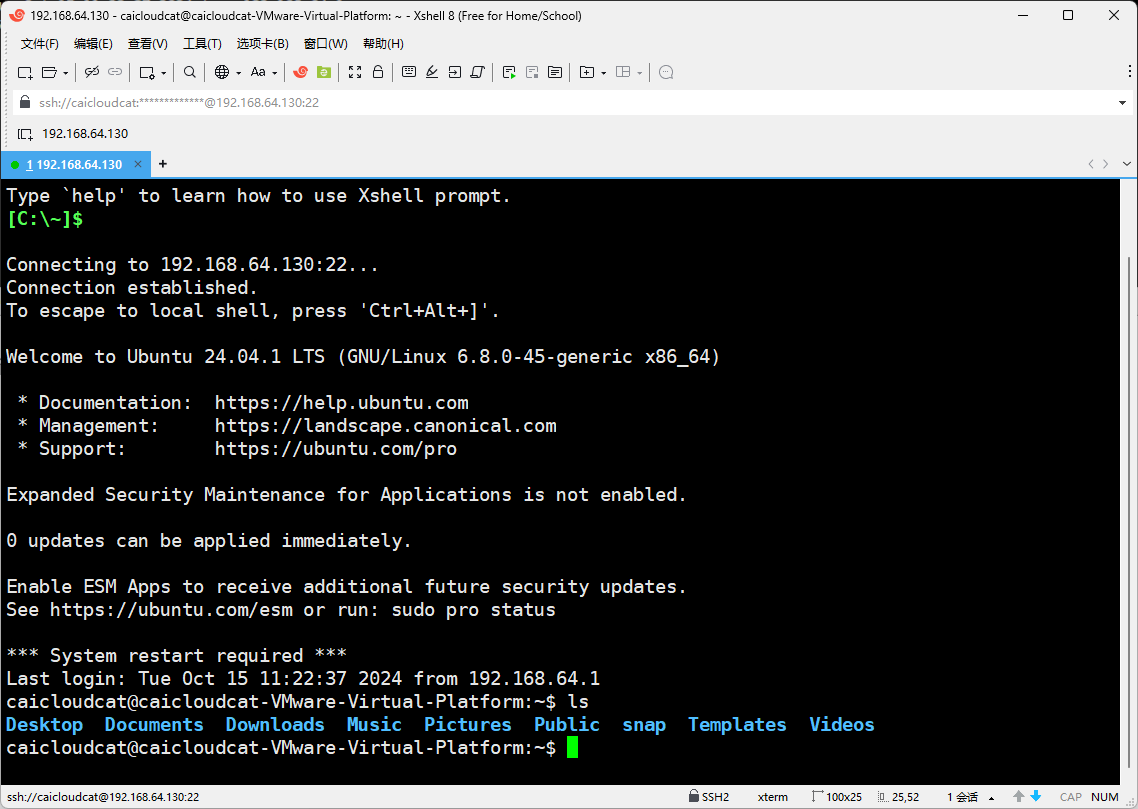 192.168.64.130 - caicloudcat@caicloudcat-VMware-Virtual-Platform: ~ - Xshell 8 (Free for Home/School)
文件(F) 编辑(E) 查看(V) 工具(T) 选项卡(B) 窗口(W) 帮助(H)
Aa
ssh://caicloudcat:*************@192.168.64.130:22
192.168.64.130
1 192.168.64.130 × +
Type `help' to learn how to use Xshell prompt.
[C:\~]$
Connecting to 192.168.64.130:22...
Connection established.
To escape to local shell, press 'Ctrl+Alt+]'.
Welcome to Ubuntu 24.04.1 LTS (GNU/Linux 6.8.0-45-generic x86_64)
* Documentation:  https://help.ubuntu.com
* Management:     https://landscape.canonical.com
* Support:        https://ubuntu.com/pro
Expanded Security Maintenance for Applications is not enabled.
0 updates can be applied immediately.
Enable ESM Apps to receive additional future security updates.
See https://ubuntu.com/esm or run: sudo pro status
*** System restart required ***
Last login: Tue Oct 15 11:22:37 2024 from 192.168.64.1
caicloudcat@caicloudcat-VMware-Virtual-Platform:~$ ls
Desktop  Documents  Downloads  Music  Pictures  Public  snap  Templates  Videos
caicloudcat@caicloudcat-VMware-Virtual-Platform:~$
ssh://caicloudcat@192.168.64.130:22 SSH2 xterm 100x25 25,52 1 会话 CAP NUM